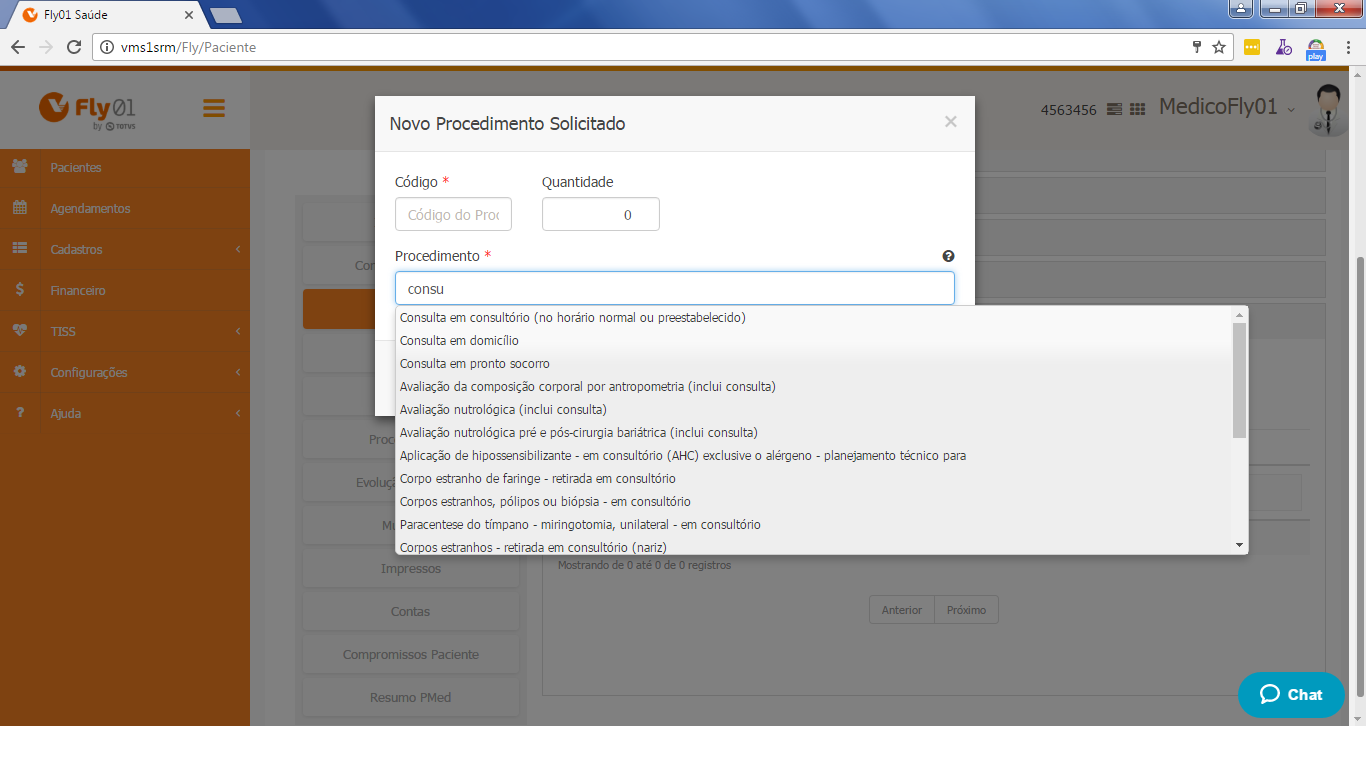 Fly01 Saúde
vms1srm/Fly/Paciente
play
Fly01
by TOTVS
4563456
MedicoFly01
Pacientes
Agendamentos
Cadastros
Financeiro
TISS
Configurações
Ajuda
Novo Procedimento Solicitado
Código *
Quantidade
Código do Proc
0
Procedimento *
consu
Consulta em consultório (no horário normal ou preestabelecido)
Consulta em domicílio
Consulta em pronto socorro
Avaliação da composição corporal por antropometria (inclui consulta)
Avaliação nutrológica (inclui consulta)
Avaliação nutrológica pré e pós-cirurgia bariátrica (inclui consulta)
Aplicação de hipossensibilizante - em consultório (AHC) exclusive o alérgeno - planejamento técnico para
Corpo estranho de faringe - retirada em consultório
Corpos estranhos, pólipos ou biópsia - em consultório
Paracentese do tímpano - miringotomia, unilateral - em consultório
Corpos estranhos - retirada em consultório (nariz)
Impressos
Contas
Compromissos Paciente
Resumo PMed
Mostrando de 0 até 0 de 0 registros
Anterior
Próximo
Chat